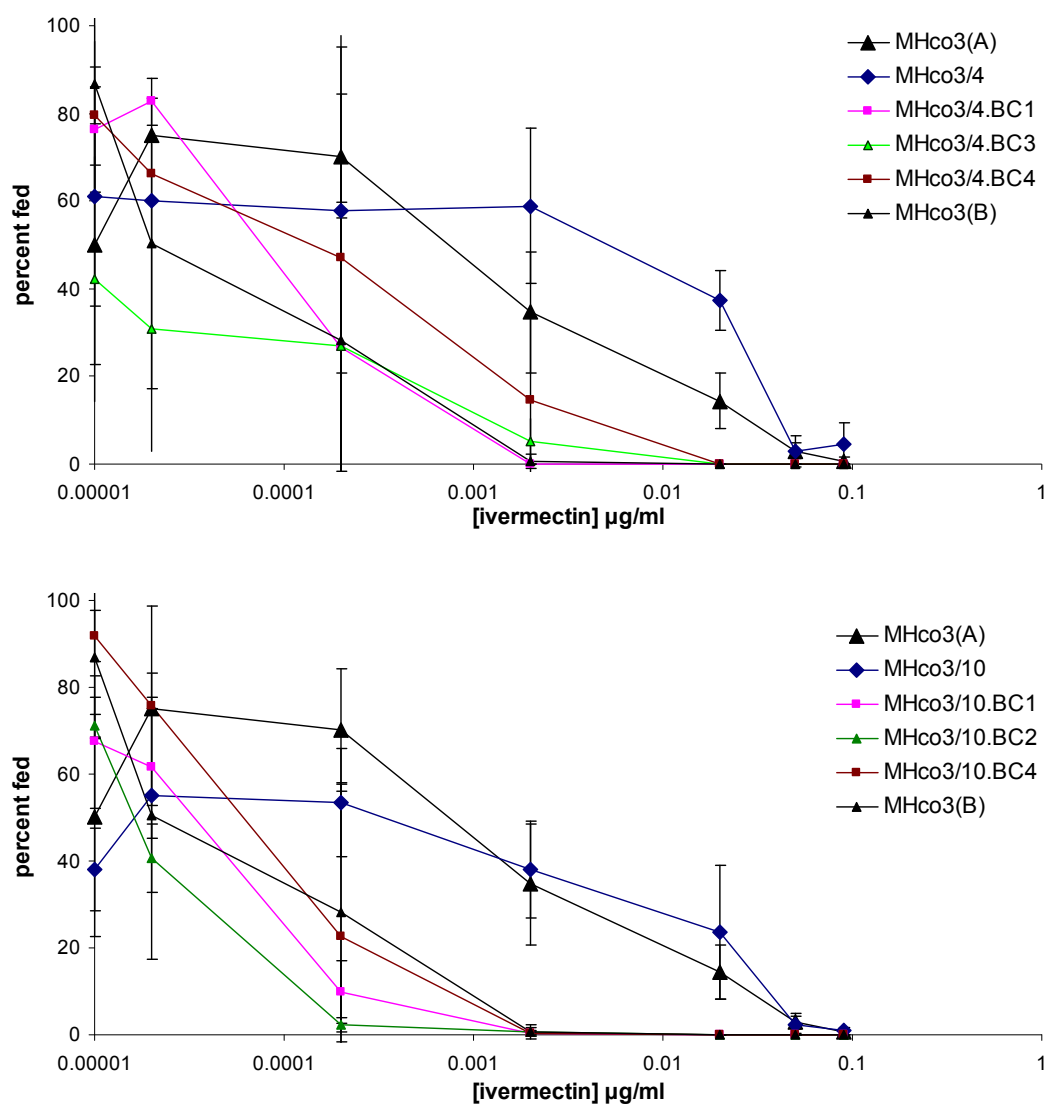 100
80
60
40
20
0
percent fed
0.00001
0.0001
0.001
0.01
0.1
1
[ivermectin] µg/ml
MHco3(A)
MHco3/4
MHco3/4.BC1
MHco3/4.BC3
MHco3/4.BC4
MHco3(B)
100
80
60
40
20
0
percent fed
0.00001
0.0001
0.001
0.01
0.1
1
[ivermectin] µg/ml
MHco3(A)
MHco3/10
MHco3/10.BC1
MHco3/10.BC2
MHco3/10.BC4
MHco3(B)